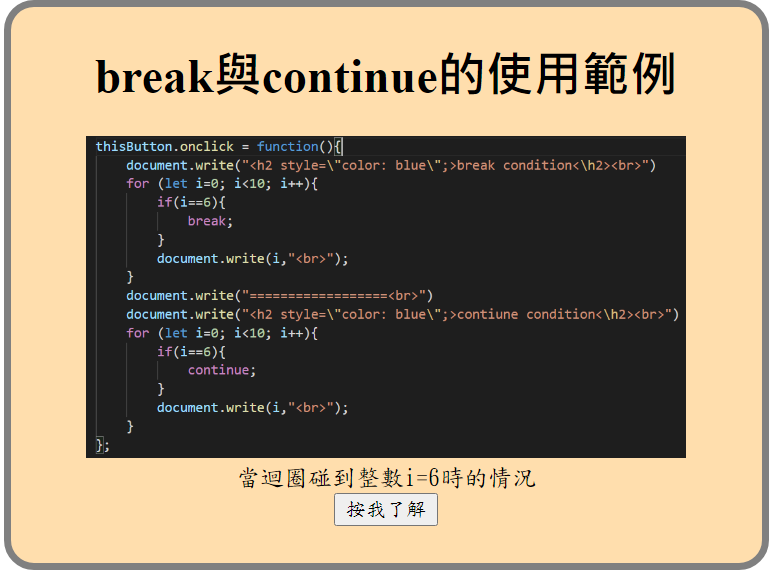 break與continue的使用範例
thisButton.onclick = function(){
document.write("<h2 style=\"color: blue\";>break condition<\h2><br>")
for (let i=0; i<10; i++){
if(i==6){
break;
}
document.write(i,"<br>");
}
document.write("==================<br>")
document.write("<h2 style=\"color: blue\";>contiune condition<\h2><br>")
for (let i=0; i<10; i++){
if(i==6){
continue;
}
document.write(i,"<br>");
}
};
當迴圈碰到整數i=6時的情況
按我了解